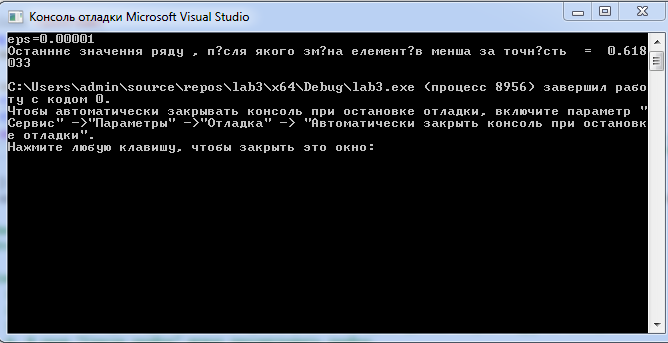 Консоль отладки Microsoft Visual Studio
eps=0.00001
Останнє значення ряду , п?сля якого зм?на елемент?в менша за точн?сть  =  0.618
033
C:\Users\admin\source\repos\lab3\x64\Debug\lab3.exe (процесс 8956) завершил рабо
ту с кодом 0.
Чтобы автоматически закрывать консоль при остановке отладки, включите параметр "
Сервис" ->"Параметры" ->"Отладка" -> "Автоматически закрыть консоль при остановк
е отладки".
Нажмите любую клавишу, чтобы закрыть это окно: